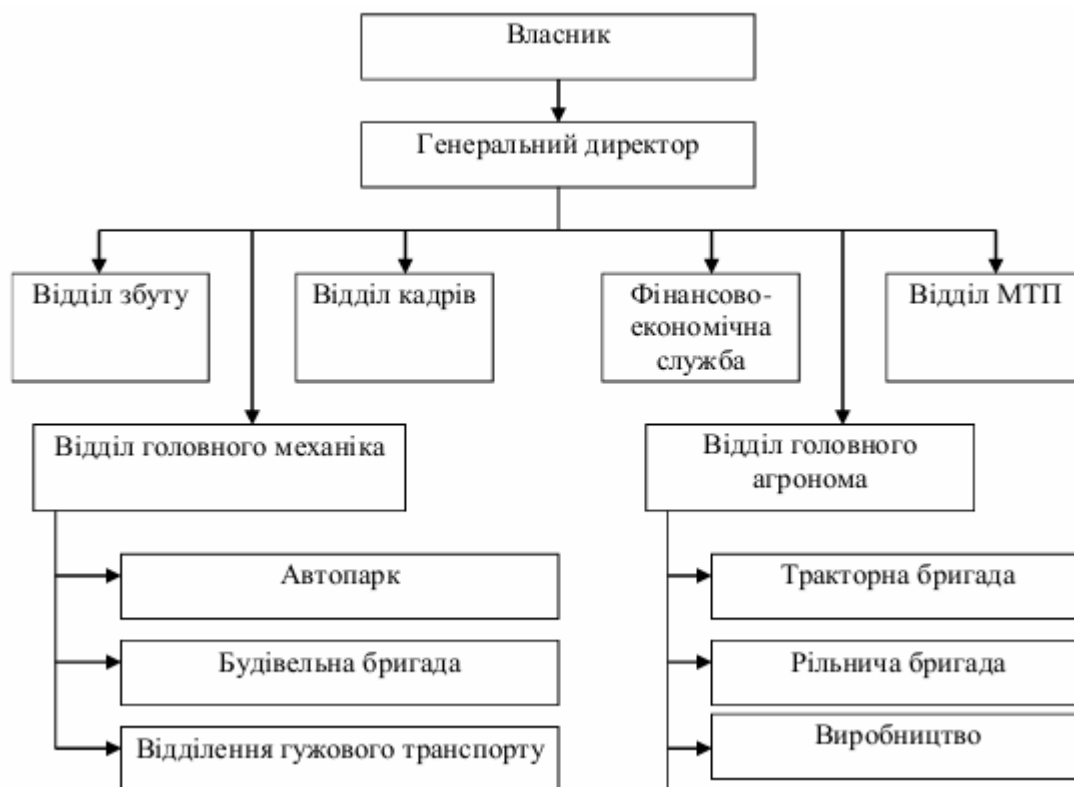 Власник
Генеральний директор
Відділ збуту
Відділ кадрів
Фінансово-
економічна
служба
Відділ МТП
Відділ головного механіка
Відділ головного
агронома
Автопарк
Будівельна бригада
Відділення гужового транспорту
Тракторна бригада
Рільнича бригада
Виробництво